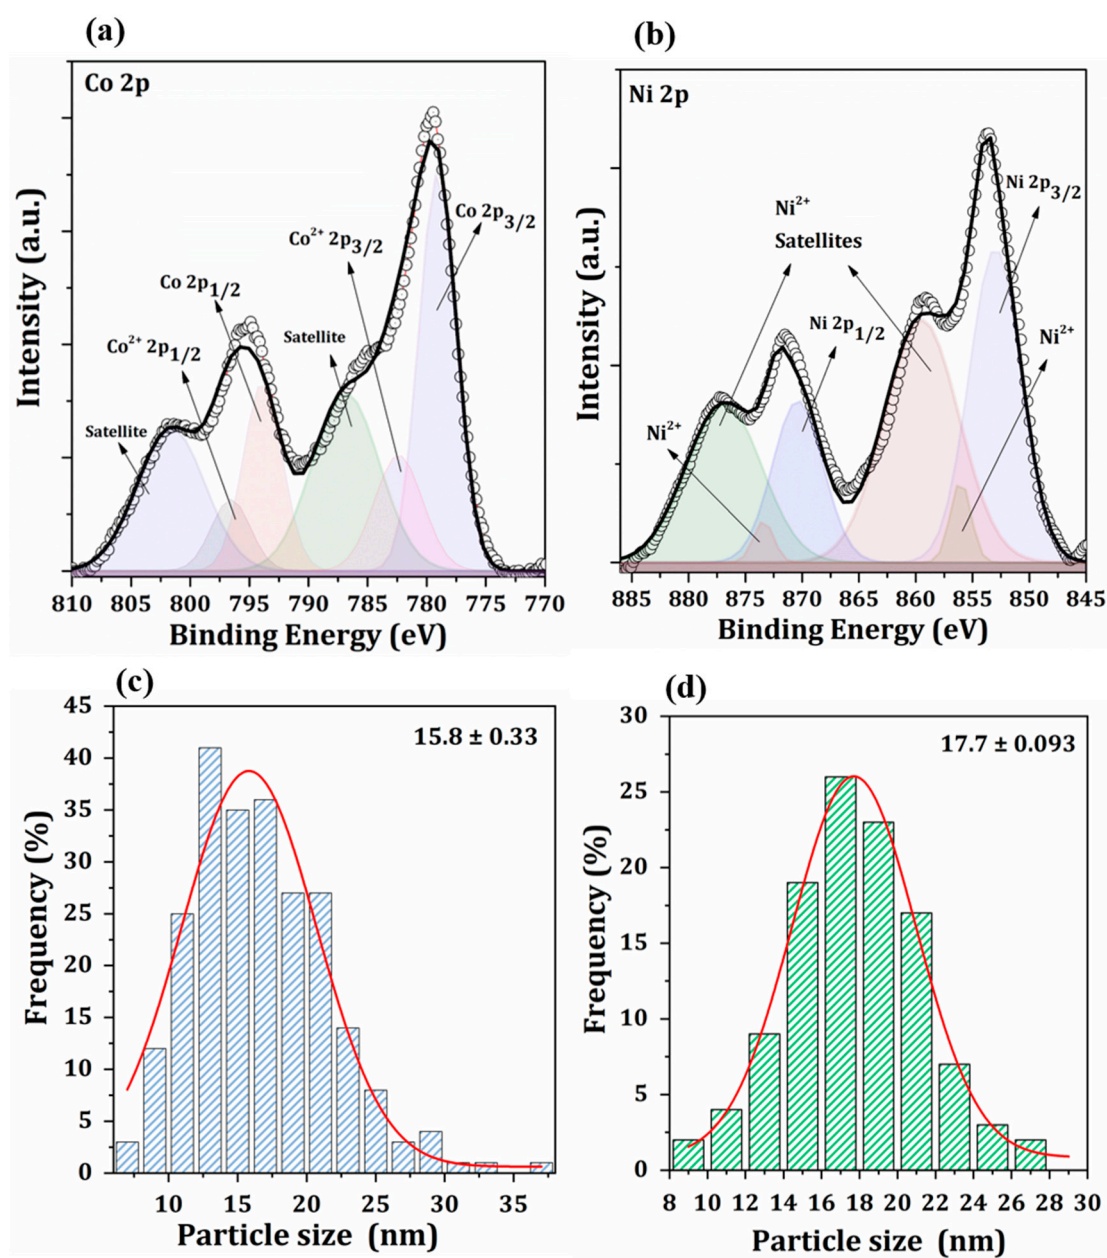 (a)
Co 2p
Co 2p3/2
Co²⁺ 2p3/2
Co 2p1/2
Satellite
Co²⁺ 2p1/2
Satellite
Intensity (a.u.)
810 805 800 795 790 785 780 775 770
Binding Energy (eV)
(b)
Ni 2p
Ni 2p3/2
Ni²⁺
Satellites
Ni 2p1/2
Ni²⁺
Ni²⁺
Intensity (a.u.)
885 880 875 870 865 860 855 850 845
Binding Energy (eV)
(c)
15.8 ± 0.33
45
40
35
30
25
20
15
10
5
0
Frequency (%)
10 15 20 25 30 35
Particle size (nm)
(d)
17.7 ± 0.093
30
25
20
15
10
5
0
Frequency (%)
8 10 12 14 16 18 20 22 24 26 28 30
Particle size (nm)